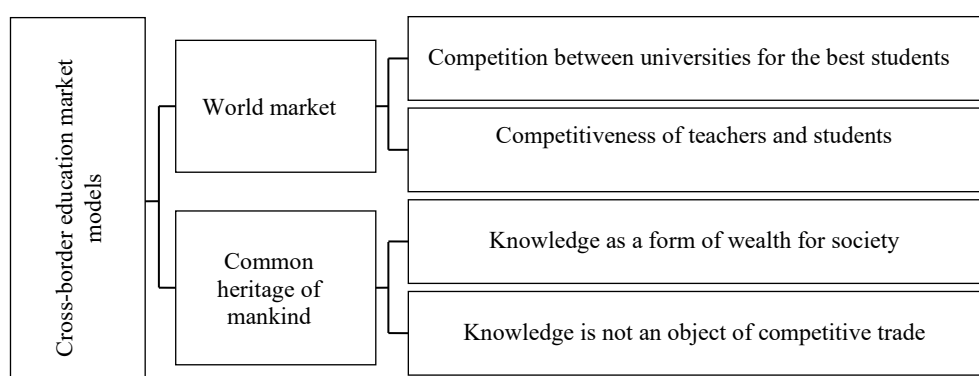 Cross-border education market
models
World market
Competition between universities for the best students
Competitiveness of teachers and students
Common
heritage of
mankind
Knowledge as a form of wealth for society
Knowledge is not an object of competitive trade